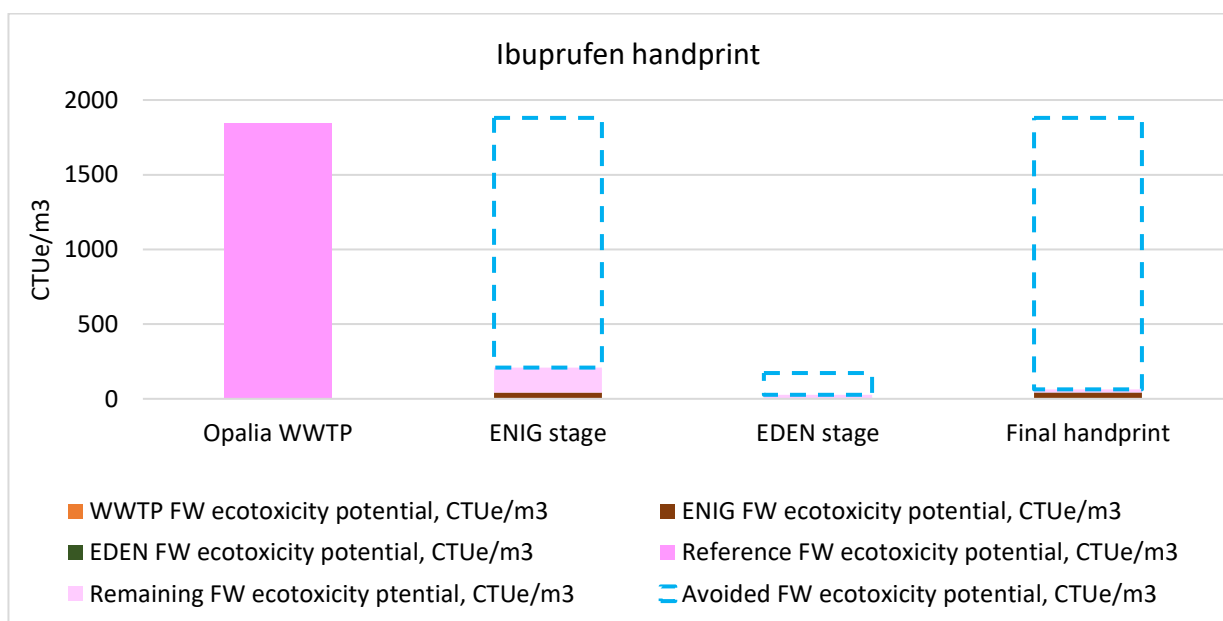 Ibuprufen handprint
2000
1500
1000
500
0
CTUe/m3
Opalia WWTP
ENIG stage
EDEN stage
Final handprint
WWTP FW ecotoxicity potential, CTUe/m3
ENIG FW ecotoxicity potential, CTUe/m3
EDEN FW ecotoxicity potential, CTUe/m3
Reference FW ecotoxicity potential, CTUe/m3
Remaining FW ecotoxicity ptential, CTUe/m3
Avoided FW ecotoxicity potential, CTUe/m3